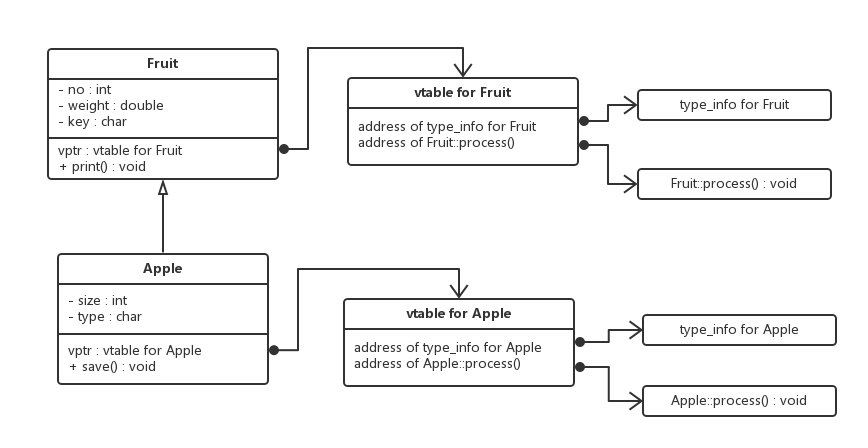 Fruit
- no : int
- weight : double
- key : char
vptr : vtable for Fruit
+ print() : void
vtable for Fruit
address of type_info for Fruit
address of Fruit::process()
type_info for Fruit
Fruit::process() : void
Apple
- size : int
- type : char
vptr : vtable for Apple
+ save() : void
vtable for Apple
address of type_info for Apple
address of Apple::process()
type_info for Apple
Apple::process() : void